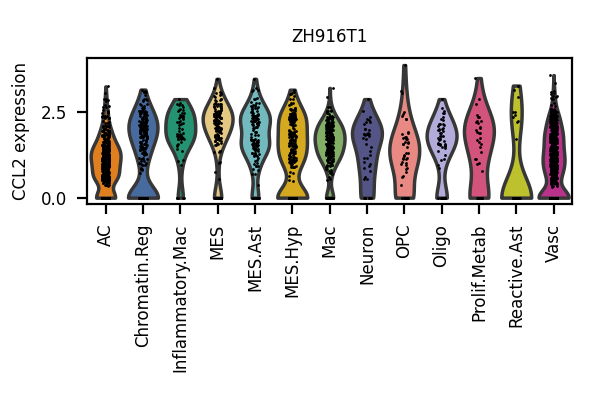 ZH916T1
CCL2 expression
2.5
0.0
AC
Chromatin.Reg
Inflammatory.Mac
MES
MES.Ast
MES.Hyp
Mac
Neuron
OPC
Oligo
Prolif.Metab
Reactive.Ast
Vasc